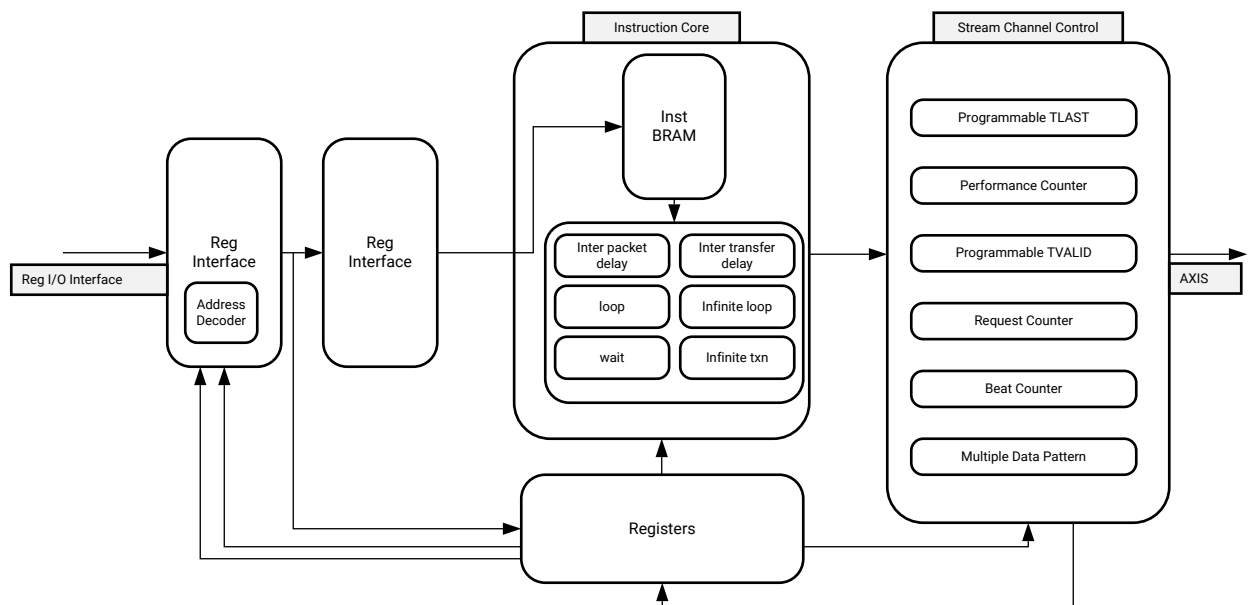 Instruction Core
Stream Channel Control
Inst
BRAM
Programmable TLAST
Performance Counter
Reg
Interface
Reg
Interface
Inter packet
delay
Inter transfer
delay
Programmable TVALID
Reg I/O Interface
AXIS
Address
Decoder
loop
Infinite loop
Request Counter
wait
Infinite txn
Beat Counter
Multiple Data Pattern
Registers